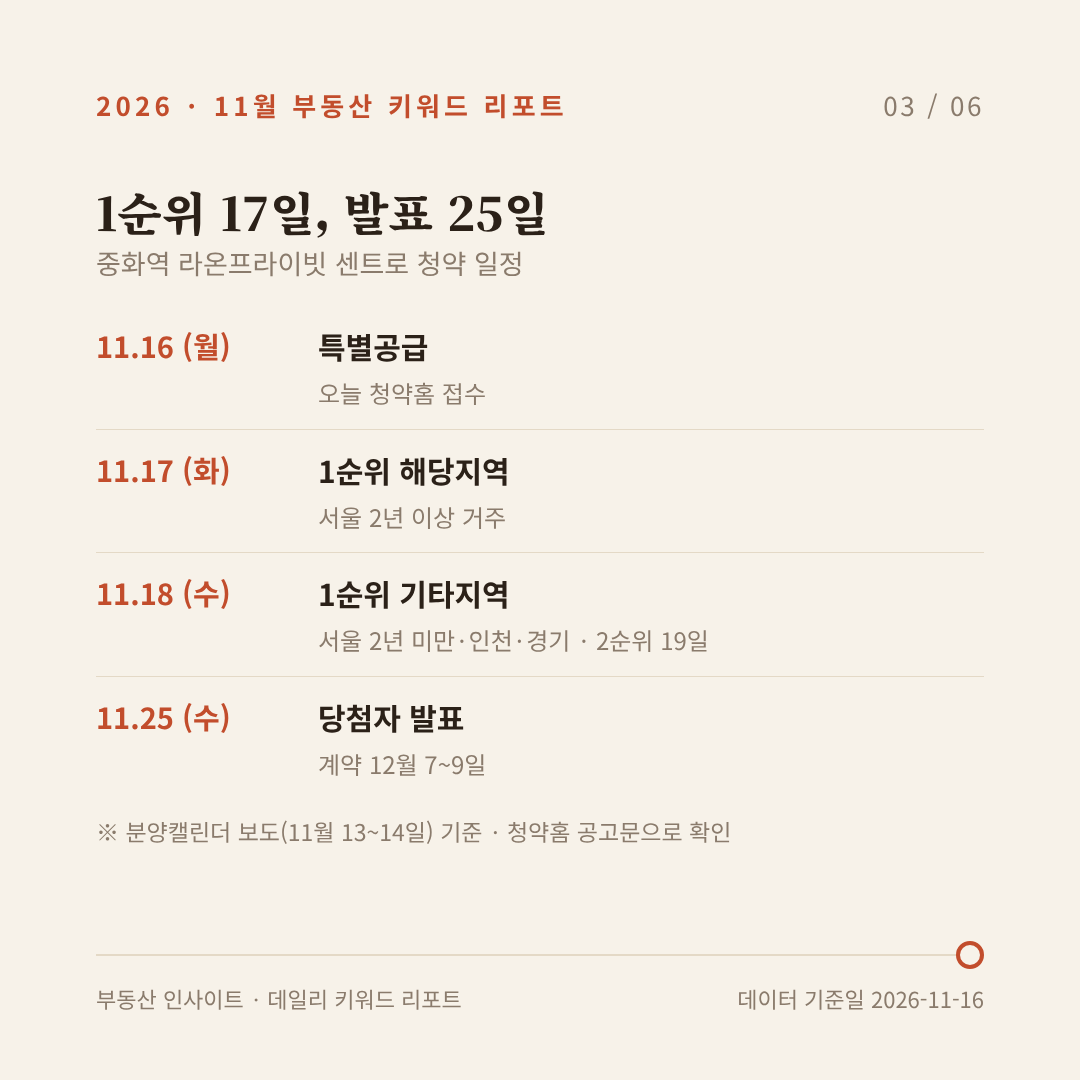 2026 · 11월 부동산 키워드 리포트
03 / 06
1순위 17일, 발표 25일
중화역 라온프라이빗 센트로 청약 일정
11.16 (월)
특별공급
오늘 청약홈 접수
11.17 (화)
1순위 해당지역
서울 2년 이상 거주
11.18 (수)
1순위 기타지역
서울 2년 미만·인천·경기 · 2순위 19일
11.25 (수)
당첨자 발표
계약 12월 7~9일
※ 분양캘린더 보도(11월 13~14일) 기준 · 청약홈 공고문으로 확인
부동산 인사이트 · 데일리 키워드 리포트
데이터 기준일 2026-11-16